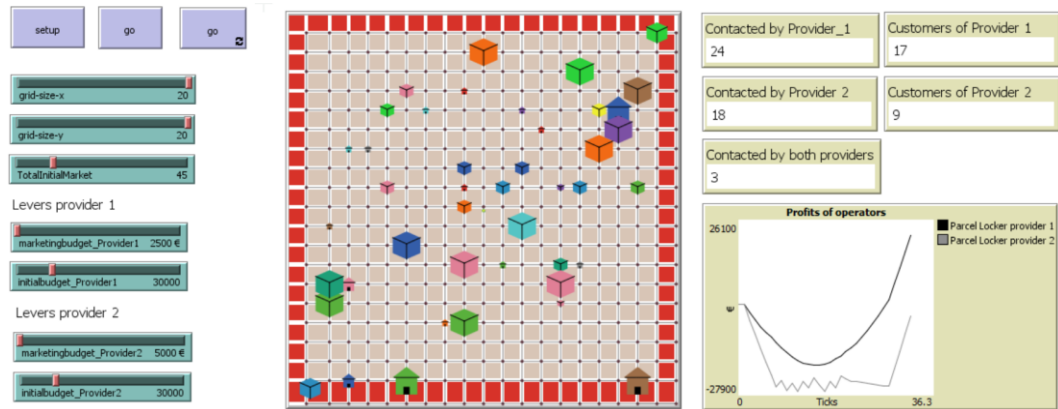 setup
go
go
grid-size-x 20
grid-size-y 20
TotalInitialMarket 45
Levers provider 1
marketingbudget_Provider1 2500 €
initialbudget_Provider1 30000
Levers provider 2
marketingbudget_Provider2 5000 €
initialbudget_Provider2 30000
Contacted by Provider_1
24
Customers of Provider 1
17
Contacted by Provider 2
18
Customers of Provider 2
9
Contacted by both providers
3
Profits of operators
26100
€
-27900
0
Ticks
36.3
Parcel Locker provider 1
Parcel Locker provider 2